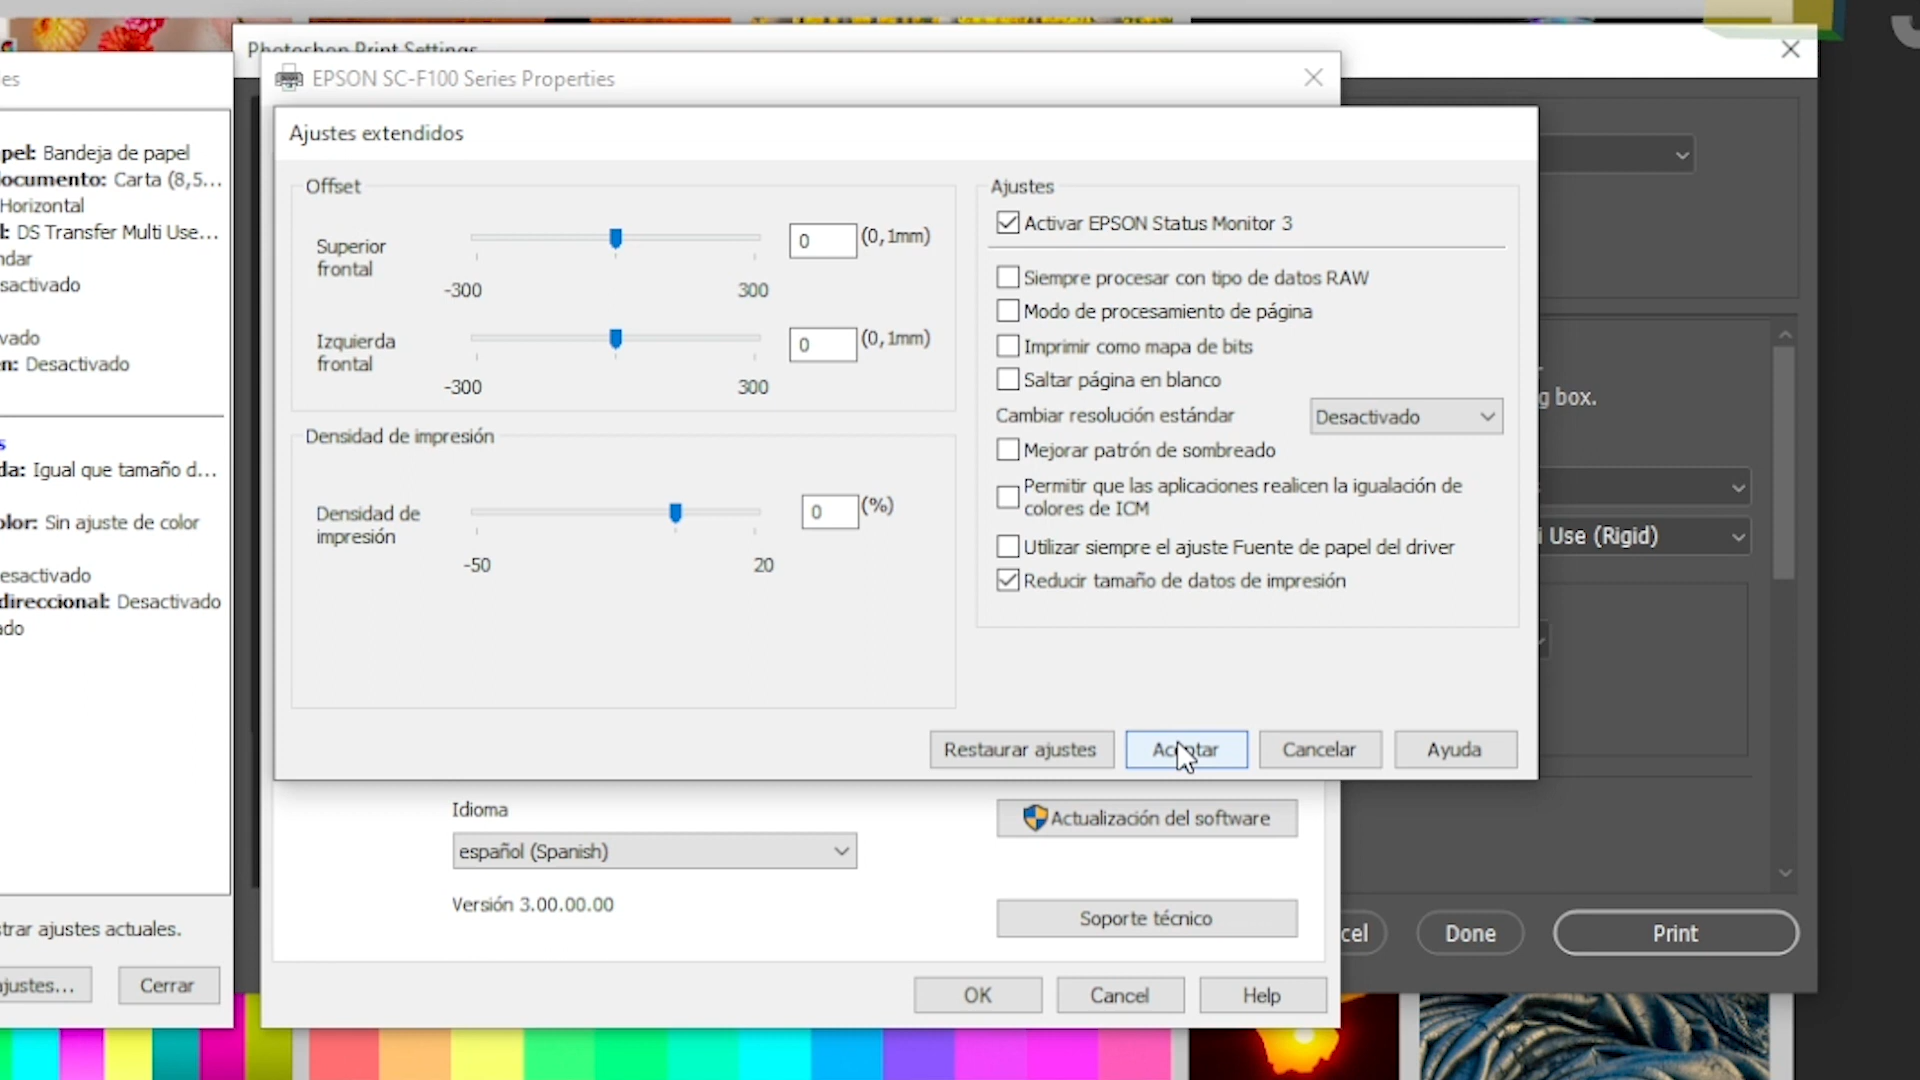 Photoshop Print Settings
EPSON SC-F100 Series Properties
Ajustes extendidos
Offset
Superior
frontal
0
(0,1mm)
-300
300
Izquierda
frontal
0
(0,1mm)
-300
300
Densidad de impresión
Densidad de
impresión
0
(%)
-50
20
Ajustes
Activar EPSON Status Monitor 3
Siempre procesar con tipo de datos RAW
Modo de procesamiento de página
Imprimir como mapa de bits
Saltar página en blanco
Cambiar resolución estándar
Desactivado
Mejorar patrón de sombreado
Permitir que las aplicaciones realicen la igualación de
colores de ICM
Utilizar siempre el ajuste Fuente de papel del driver
Reducir tamaño de datos de impresión
Restaurar ajustes
Aceptar
Cancelar
Ayuda
Idioma
español (Spanish)
Versión 3.00.00.00
Actualización del software
Soporte técnico
OK
Cancel
Help
es
pel: Bandeja de papel
ocumento: Carta (8,5...
Horizontal
l: DS Transfer Multi Use...
ndar
sactivado
vado
n: Desactivado
s
da: Igual que tamaño d...
olor: Sin ajuste de color
esactivado
direccional: Desactivado
ado
trar ajustes actuales.
ajustes...
Cerrar
g box.
i Use (Rigid)
cel
Done
Print